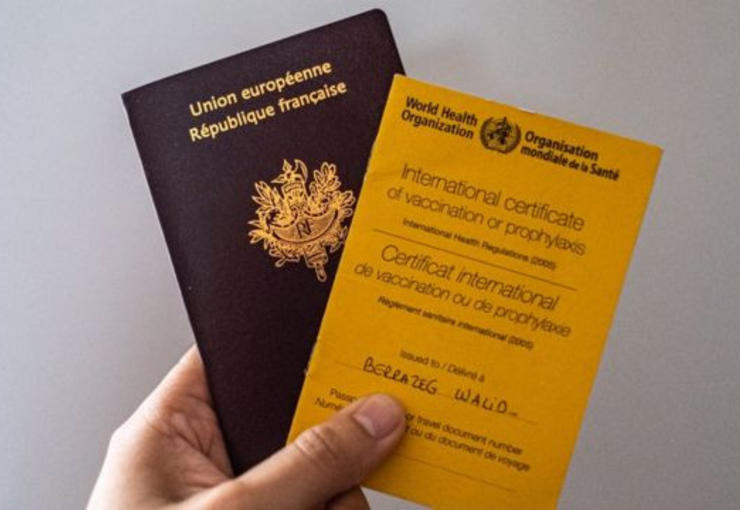 Union européenne
République française
RF
World Health
Organization
Organisation
mondiale de la Santé
International certificate
of vaccination or prophylaxis
International Health Regulations (2005)
Certificat international
de vaccination ou de prophylaxie
Règlement sanitaire international (2005)
Issued to / Délivré à
BERRAZEG WALID
or travel document number
ou du document de voyage